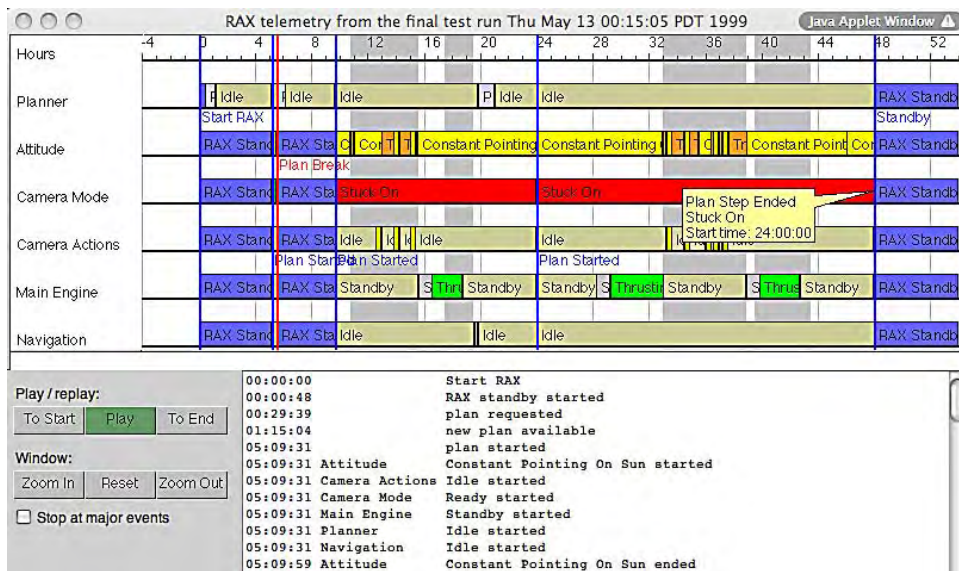 RAX telemetry from the final test run Thu May 13 00:15:05 PDT 1999
Java Applet Window
Hours -4 0 4 8 12 16 20 24 28 32 36 40 44 48 52
Planner P Idle Idle Idle P Idle Idle RAX Standb
Start RAX Standby
Attitude RAX Stand RAX Sta C Cor T T Constant Pointing Constant Pointing T T C Tr Constant Point Cor RAX Standb
Plan Break
Camera Mode RAX Stand RAX Sta Stuck On Stuck On RAX Standb
Plan Step Ended
Stuck On
Start time: 24:00:00
Camera Actions RAX Stand RAX Sta Idle Id Id Idle Idle RAX Standb
Plan Started Plan Started Plan Started
Main Engine RAX Stand RAX Sta Standby S Thru Standby Standby S Thrustin Standby S Thrus Standby RAX Standb
Navigation RAX Stand RAX Sta Idle Idle Idle RAX Standb
Play / replay:
To Start Play To End
Window:
Zoom In Reset Zoom Out
Stop at major events
00:00:00 Start RAX
00:00:48 RAX standby started
00:29:39 plan requested
01:15:04 new plan available
05:09:31 plan started
05:09:31 Attitude Constant Pointing On Sun started
05:09:31 Camera Actions Idle started
05:09:31 Camera Mode Ready started
05:09:31 Main Engine Standby started
05:09:31 Planner Idle started
05:09:31 Navigation Idle started
05:09:59 Attitude Constant Pointing On Sun ended